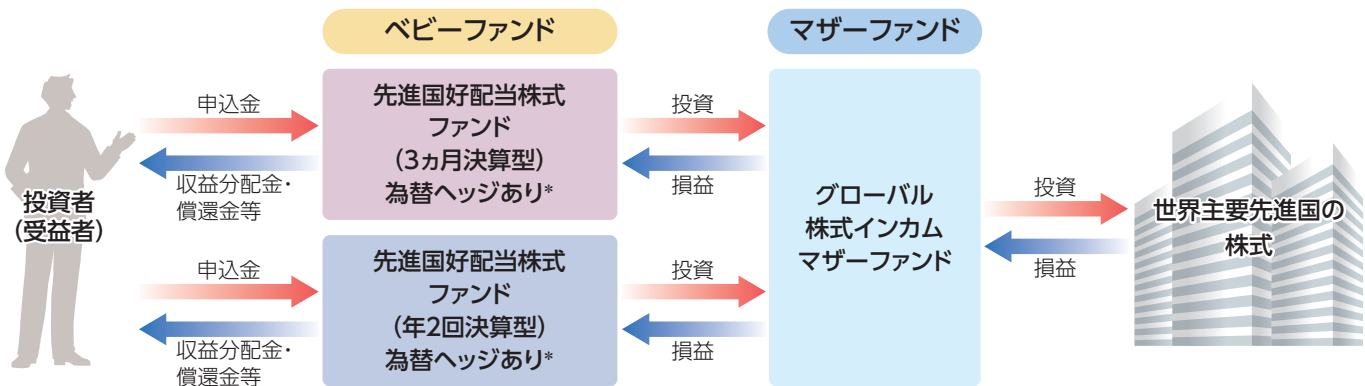 ベビーファンド
マザーファンド
投資者
（受益者）
申込金
収益分配金・
償還金等
先進国好配当株式
ファンド
（3ヵ月決算型）
為替ヘッジあり*
投資
損益
申込金
収益分配金・
償還金等
先進国好配当株式
ファンド
（年2回決算型）
為替ヘッジあり*
投資
損益
グローバル
株式インカム
マザーファンド
投資
損益
世界主要先進国の
株式